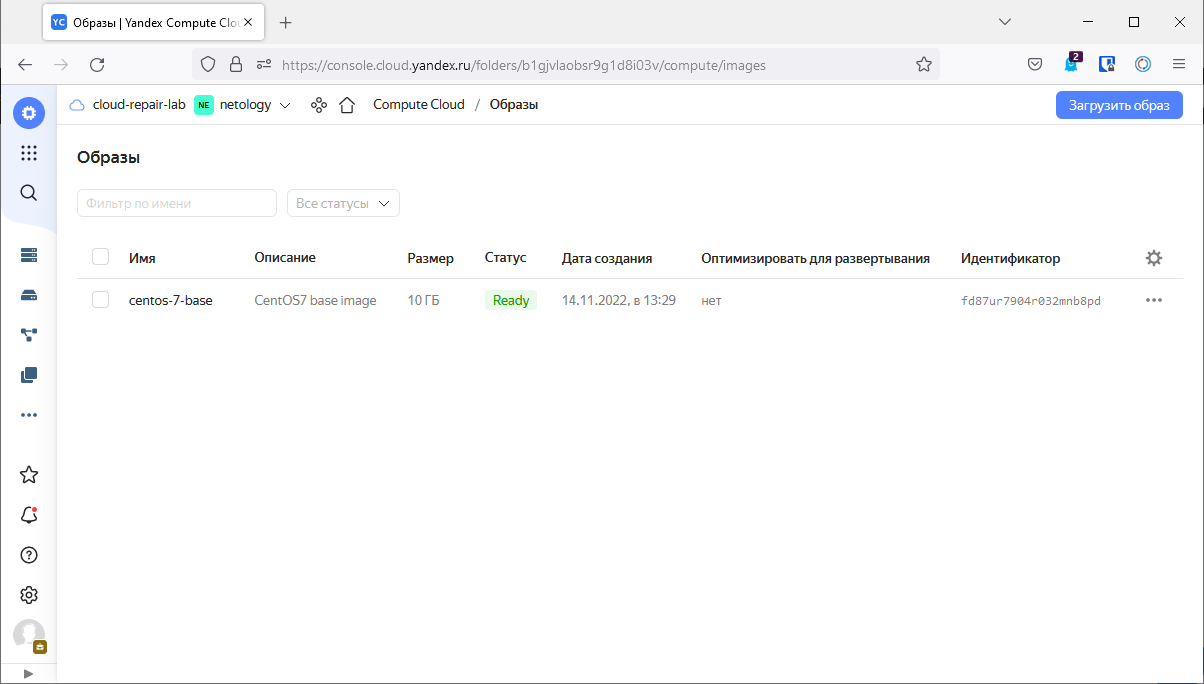 YC Образы | Yandex Compute Clou
https://console.cloud.yandex.ru/folders/b1gjvlaobsr9g1d8i03v/compute/images
2
cloud-repair-lab NE netology Compute Cloud / Образы
Загрузить образ
Образы
Фильтр по имени Все статусы
Имя Описание Размер Статус Дата создания Оптимизировать для развертывания Идентификатор
centos-7-base CentOS7 base image 10 ГБ Ready 14.11.2022, в 13:29 нет fd87ur7904r032mnb8pd